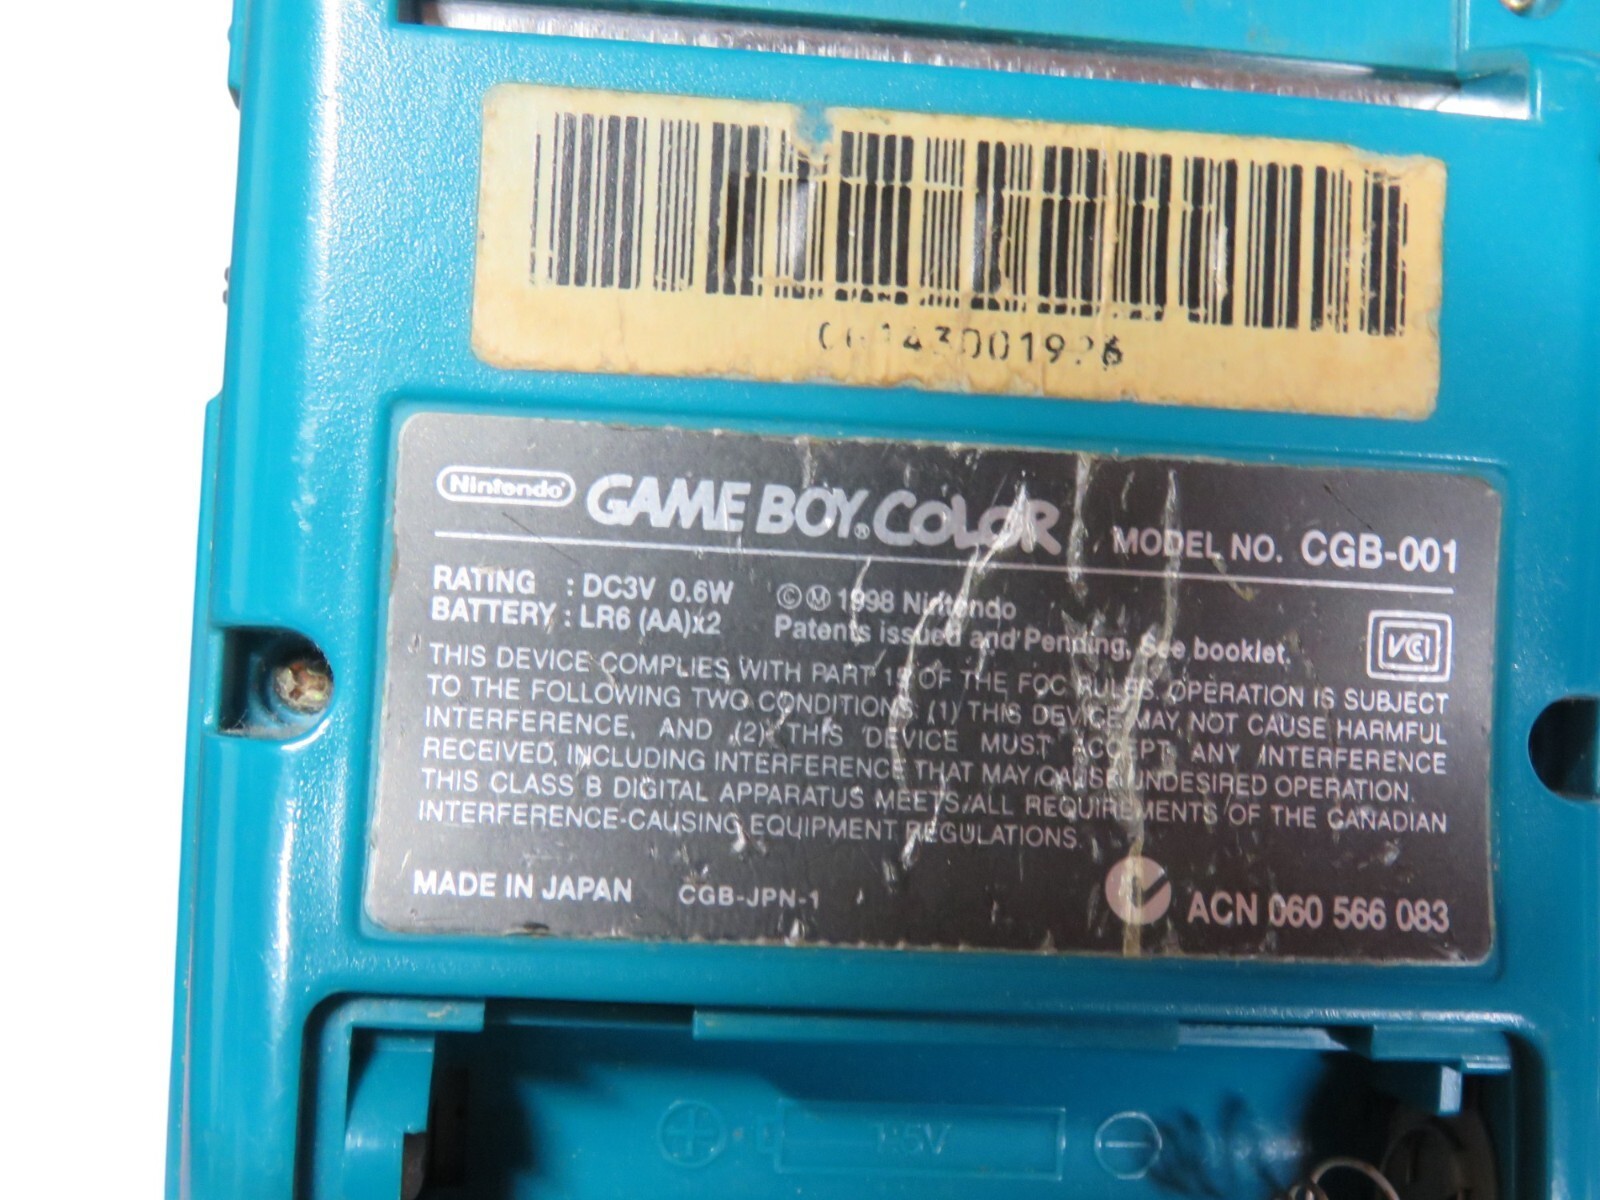 Nintendo GAME BOY COLOR MODEL NO. CGB-001
RATING : DC3V 0.6W
BATTERY : LR6 (AA)x2
©Ⓜ 1998 Nintendo
Patents issued and Pending, See booklet.
VCI
THIS DEVICE COMPLIES WITH PART 15 OF THE FCC RULES. OPERATION IS SUBJECT
TO THE FOLLOWING TWO CONDITIONS (1) THIS DEVICE MAY NOT CAUSE HARMFUL
INTERFERENCE, AND (2) THIS DEVICE MUST ACCEPT ANY INTERFERENCE
RECEIVED, INCLUDING INTERFERENCE THAT MAY CAUSE UNDESIRED OPERATION.
THIS CLASS B DIGITAL APPARATUS MEETS ALL REQUIREMENTS OF THE CANADIAN
INTERFERENCE-CAUSING EQUIPMENT REGULATIONS.
MADE IN JAPAN CGB-JPN-1 ACN 060 566 083
+ 1.5V −